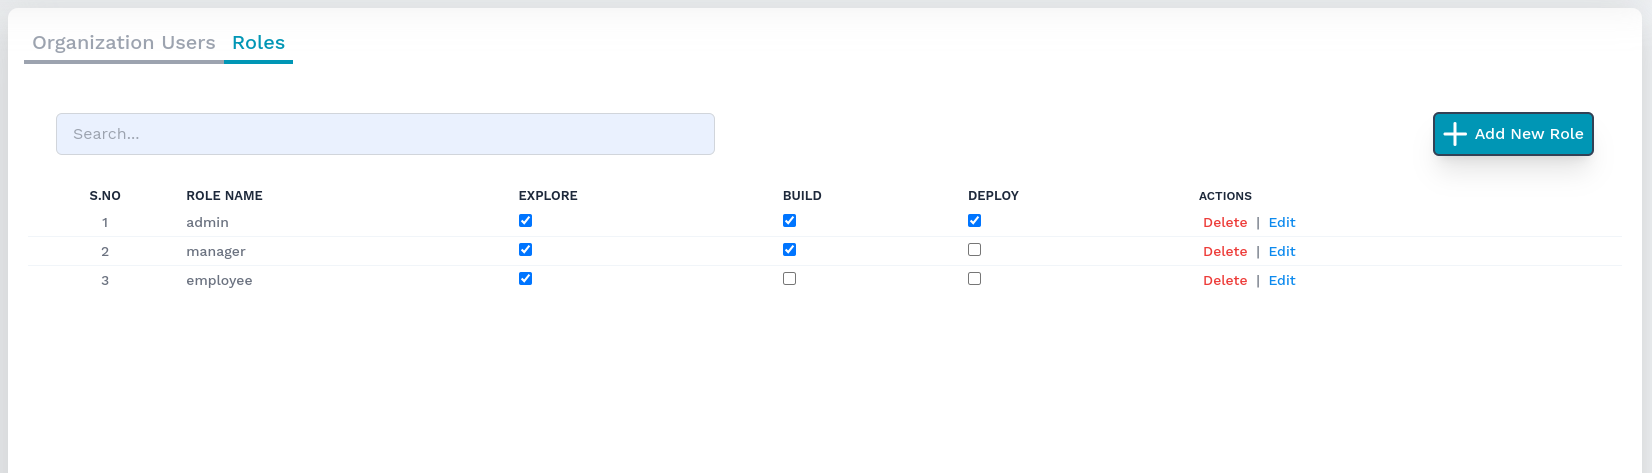 Organization Users Roles
Search...
Add New Role
S.NO ROLE NAME EXPLORE BUILD DEPLOY ACTIONS
1 admin Delete | Edit
2 manager Delete | Edit
3 employee Delete | Edit